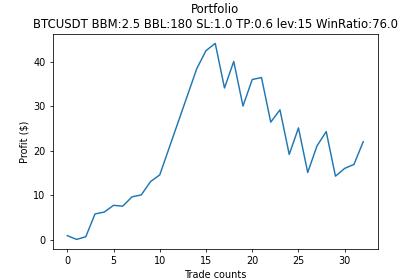 Portfolio
BTCUSDT BBM:2.5 BBL:180 SL:1.0 TP:0.6 lev:15 WinRatio:76.0
40
30
20
10
0
Profit ($)
0 5 10 15 20 25 30
Trade counts